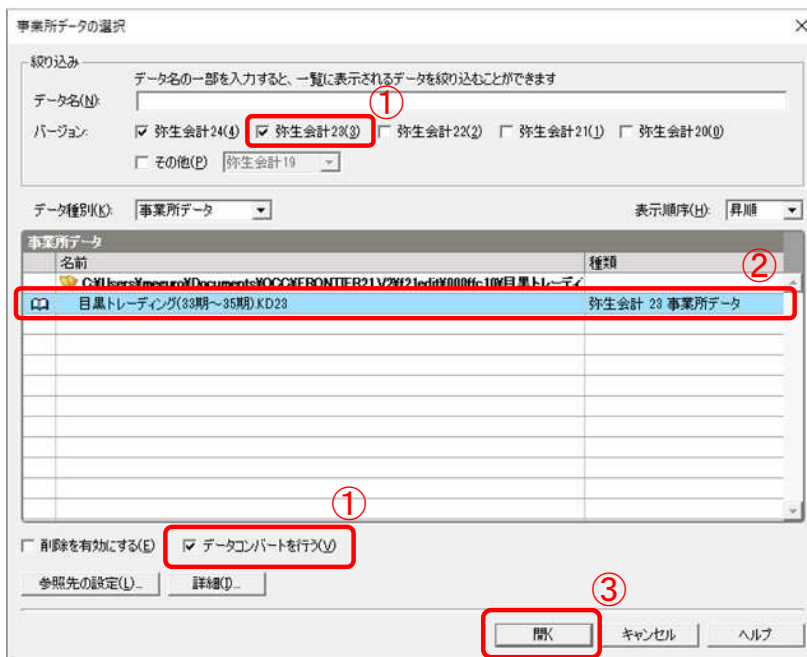 事業所データの選択
絞り込み
データ名の一部を入力すると、一覧に表示されるデータを絞り込むことができます
データ名(N):
①
バージョン: 弥生会計24(4) 弥生会計23(3) 弥生会計22(2) 弥生会計21(1) 弥生会計20(0)
その他(P) 弥生会計19
データ種別(K): 事業所データ 表示順序(H): 昇順
事業所データ
名前 種類
②
C:¥Users¥meguro¥Documents¥OCC¥FRONTIER21.V2¥f21edit¥000ffc10¥目黒トレーディ
目黒トレーディング(33期～35期).KD23 弥生会計 23 事業所データ
①
削除を有効にする(E) データコンバートを行う(V)
参照先の設定(L)... 詳細(I)...
③
開く キャンセル ヘルプ